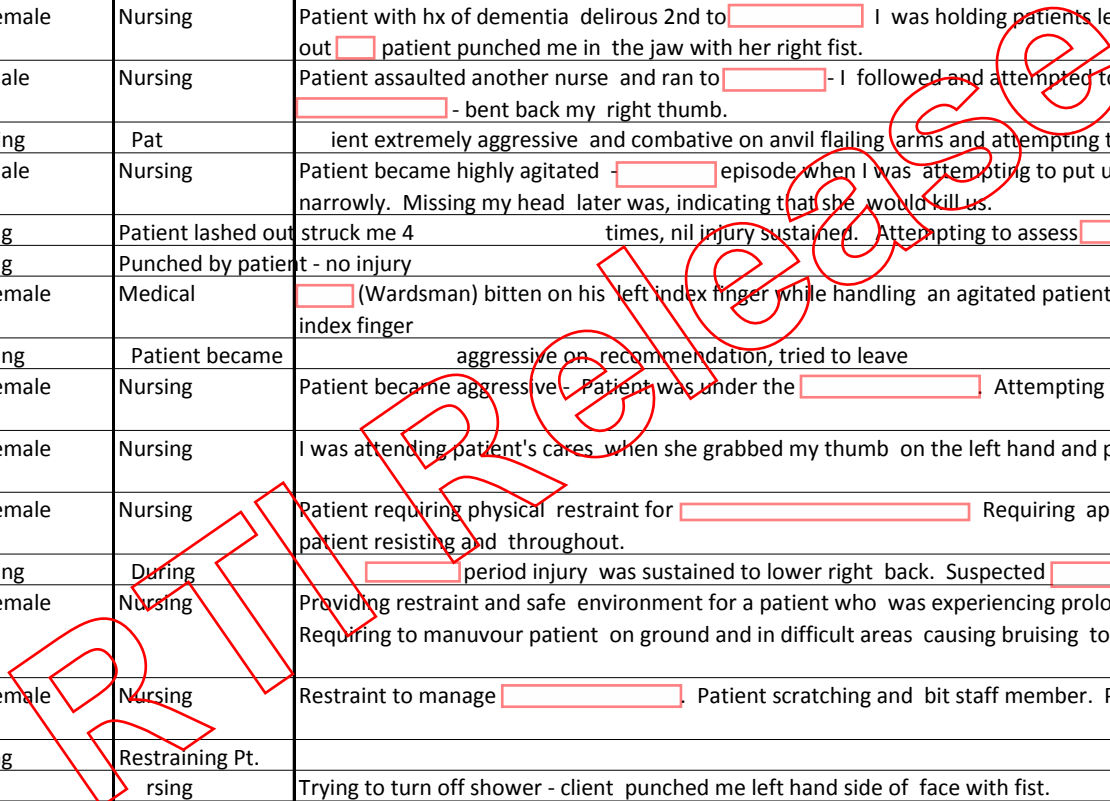 emale Nursing Patient with hx of dementia delirous 2nd to I was holding patients le
out patient punched me in the jaw with her right fist.
ale Nursing Patient assaulted another nurse and ran to - I followed and attempted to
- bent back my right thumb.
ng Pat ient extremely aggressive and combative on anvil flailing arms and attempting t
ale Nursing Patient became highly agitated - episode when I was attempting to put u
narrowly. Missing my head later was, indicating that she would kill us.
g Patient lashed out struck me 4 times, nil injury sustained. Attempting to assess
g Punched by patient - no injury
emale Medical (Wardsman) bitten on his left index finger while handling an agitated patient
index finger
ng Patient became aggressive on recommendation, tried to leave
emale Nursing Patient became aggressive - Patient was under the . Attempting
emale Nursing I was attending patient's cares when she grabbed my thumb on the left hand and p
emale Nursing Patient requiring physical restraint for Requiring ap
patient resisting and throughout.
ng During period injury was sustained to lower right back. Suspected
emale Nursing Providing restraint and safe environment for a patient who was experiencing prolo
Requiring to manuvour patient on ground and in difficult areas causing bruising to
emale Nursing Restraint to manage . Patient scratching and bit staff member. P
g Restraining Pt.
rsing Trying to turn off shower - client punched me left hand side of face with fist.
RTI Release